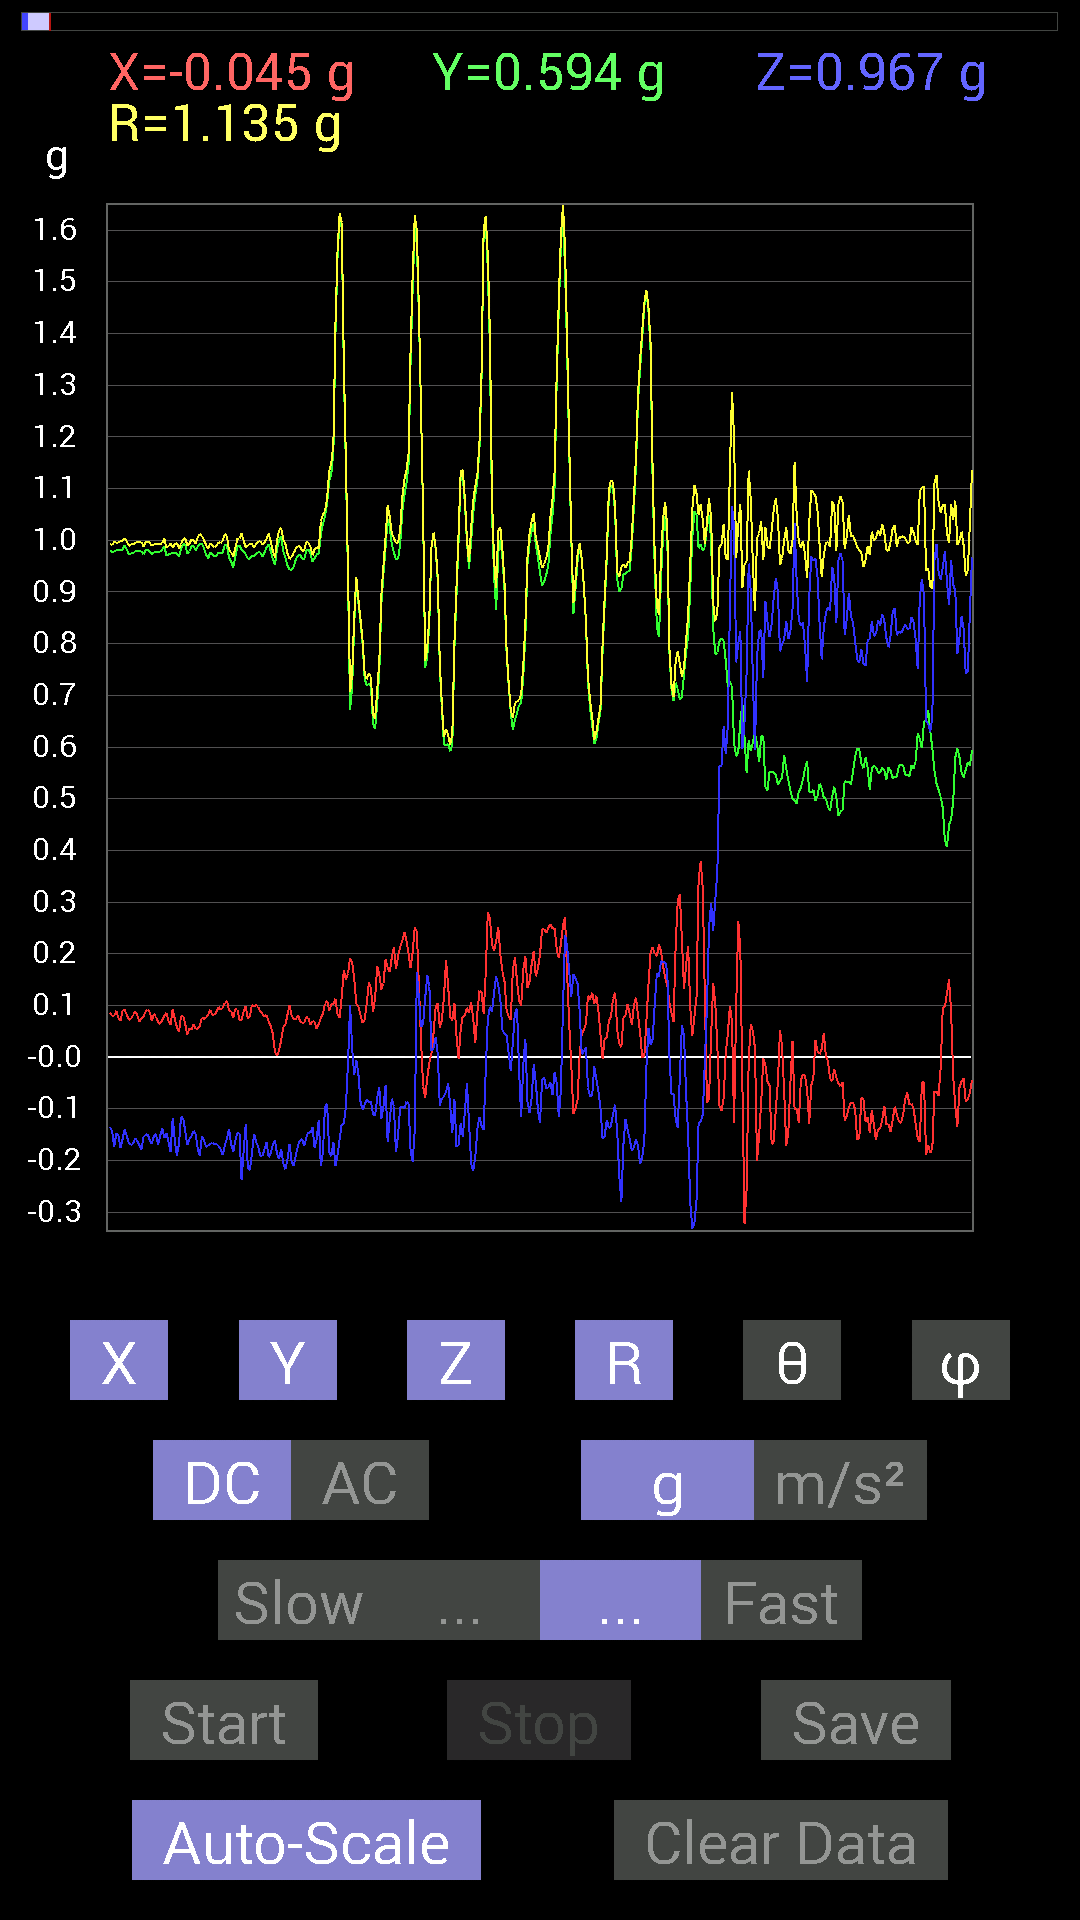 X=-0.045 g Y=0.594 g Z=0.967 g
R=1.135 g
g
1.6
1.5
1.4
1.3
1.2
1.1
1.0
0.9
0.8
0.7
0.6
0.5
0.4
0.3
0.2
0.1
-0.0
-0.1
-0.2
-0.3
X Y Z R θ φ
DC AC g m/s²
Slow ... ... Fast
Start Stop Save
Auto-Scale Clear Data